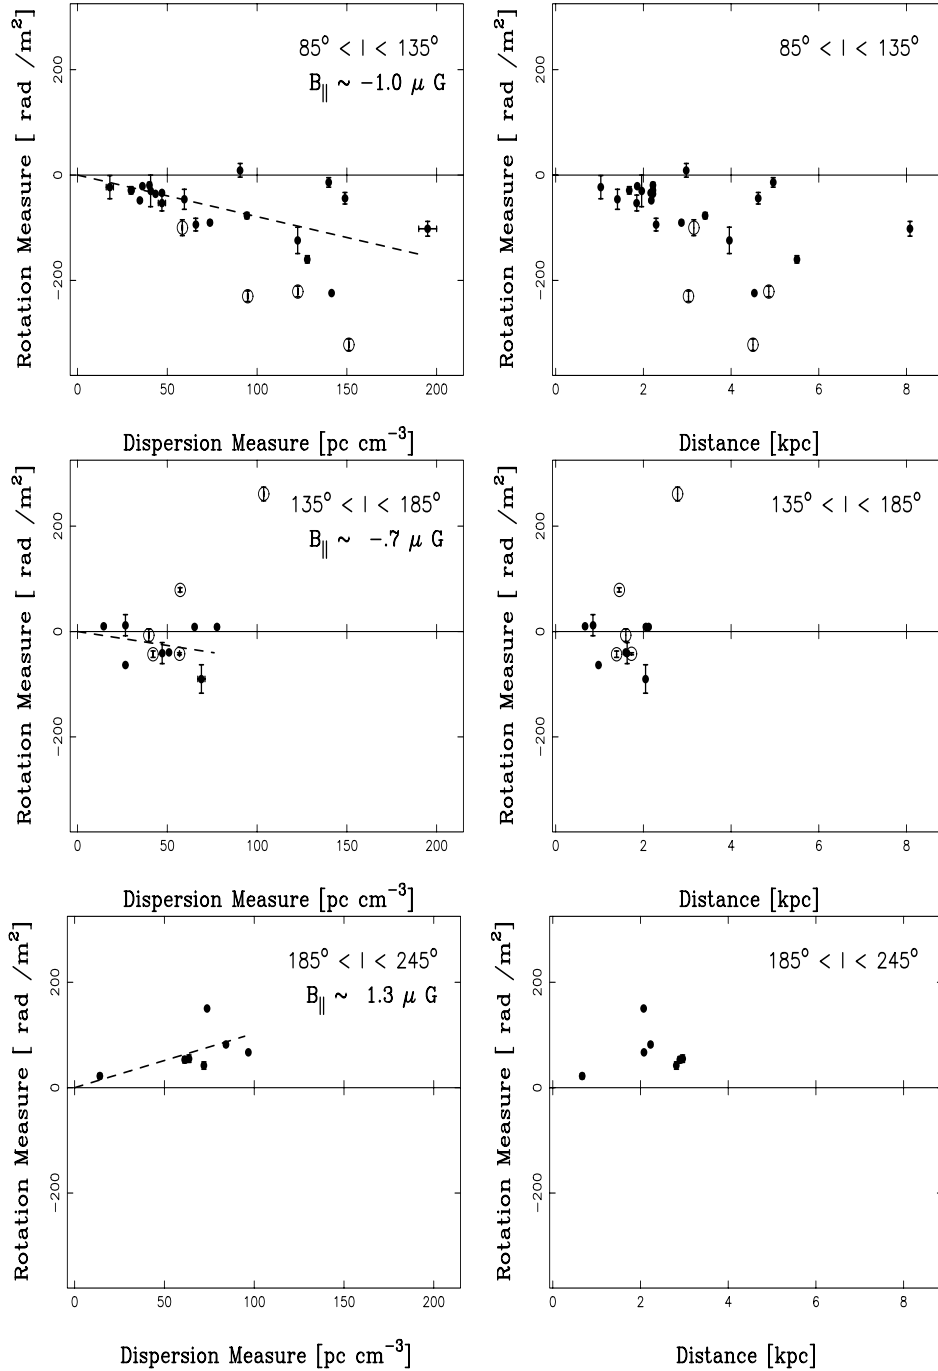 Rotation Measure [ rad /m²]
200
0
−200
85° < l < 135°
B∥ ~ −1.0 μ G
0
50
100
150
200
Dispersion Measure [pc cm⁻³]
Rotation Measure [ rad /m²]
200
0
−200
85° < l < 135°
0
2
4
6
8
Distance [kpc]
Rotation Measure [ rad /m²]
200
0
−200
135° < l < 185°
B∥ ~ −.7 μ G
0
50
100
150
200
Dispersion Measure [pc cm⁻³]
Rotation Measure [ rad /m²]
200
0
−200
135° < l < 185°
0
2
4
6
8
Distance [kpc]
Rotation Measure [ rad /m²]
200
0
−200
185° < l < 245°
B∥ ~ 1.3 μ G
0
50
100
150
200
Dispersion Measure [pc cm⁻³]
Rotation Measure [ rad /m²]
200
0
−200
185° < l < 245°
0
2
4
6
8
Distance [kpc]